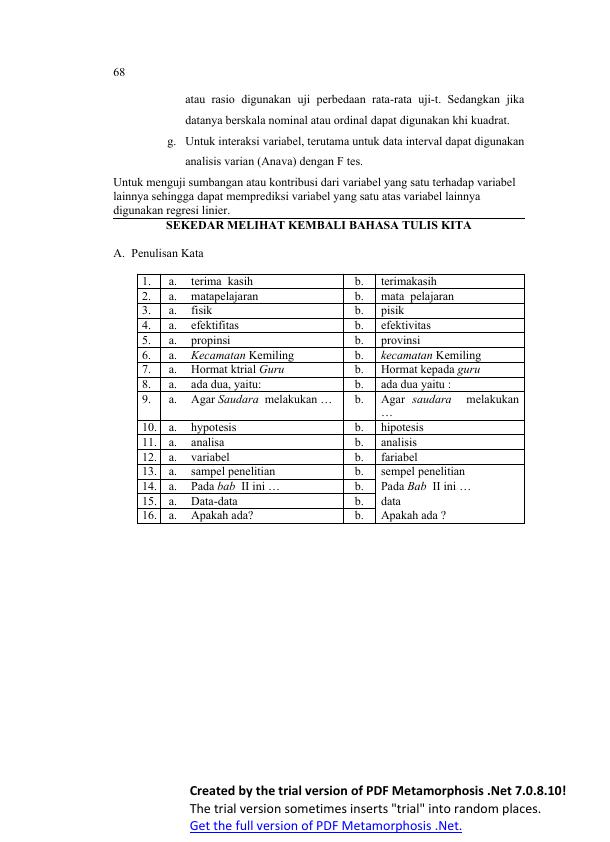 68
atau rasio digunakan uji perbedaan rata-rata uji-t. Sedangkan jika
datanya berskala nominal atau ordinal dapat digunakan khi kuadrat.
g. Untuk interaksi variabel, terutama untuk data interval dapat digunakan
analisis varian (Anava) dengan F tes.
Untuk menguji sumbangan atau kontribusi dari variabel yang satu terhadap variabel
lainnya sehingga dapat memprediksi variabel yang satu atas variabel lainnya
digunakan regresi linier.
SEKEDAR MELIHAT KEMBALI BAHASA TULIS KITA
A. Penulisan Kata
1. a. terima kasih b. terimakasih
2. a. matapelajaran b. mata pelajaran
3. a. fisik b. pisik
4. a. efektifitas b. efektivitas
5. a. propinsi b. provinsi
6. a. Kecamatan Kemiling b. kecamatan Kemiling
7. a. Hormat ktrial Guru b. Hormat kepada guru
8. a. ada dua, yaitu: b. ada dua yaitu :
9. a. Agar Saudara melakukan … b. Agar saudara melakukan
…
10. a. hypotesis b. hipotesis
11. a. analisa b. analisis
12. a. variabel b. fariabel
13. a. sampel penelitian b. sempel penelitian
14. a. Pada bab II ini … b. Pada Bab II ini …
15. a. Data-data b. data
16. a. Apakah ada? b. Apakah ada ?
Created by the trial version of PDF Metamorphosis .Net 7.0.8.10!
The trial version sometimes inserts "trial" into random places.
Get the full version of PDF Metamorphosis .Net.